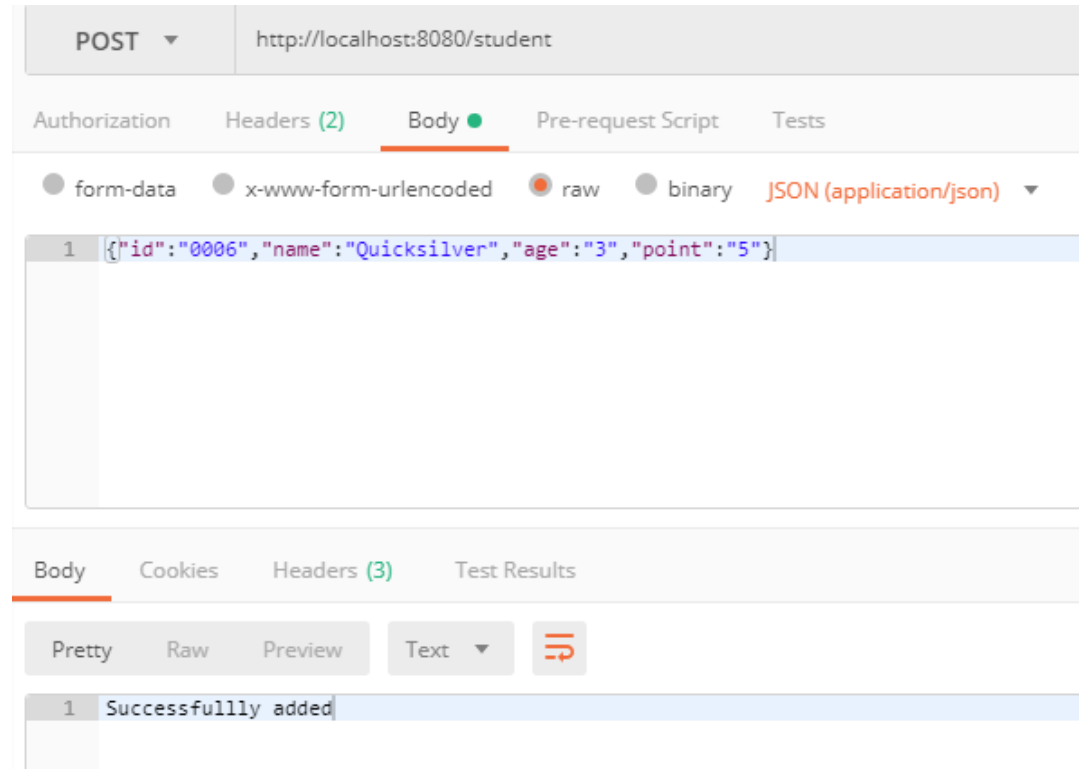 POST http://localhost:8080/student
Authorization Headers (2) Body Pre-request Script Tests
form-data x-www-form-urlencoded raw binary JSON (application/json)
1 {"id":"0006","name":"Quicksilver","age":"3","point":"5"}
Body Cookies Headers (3) Test Results
Pretty Raw Preview Text
1 Successfullly added